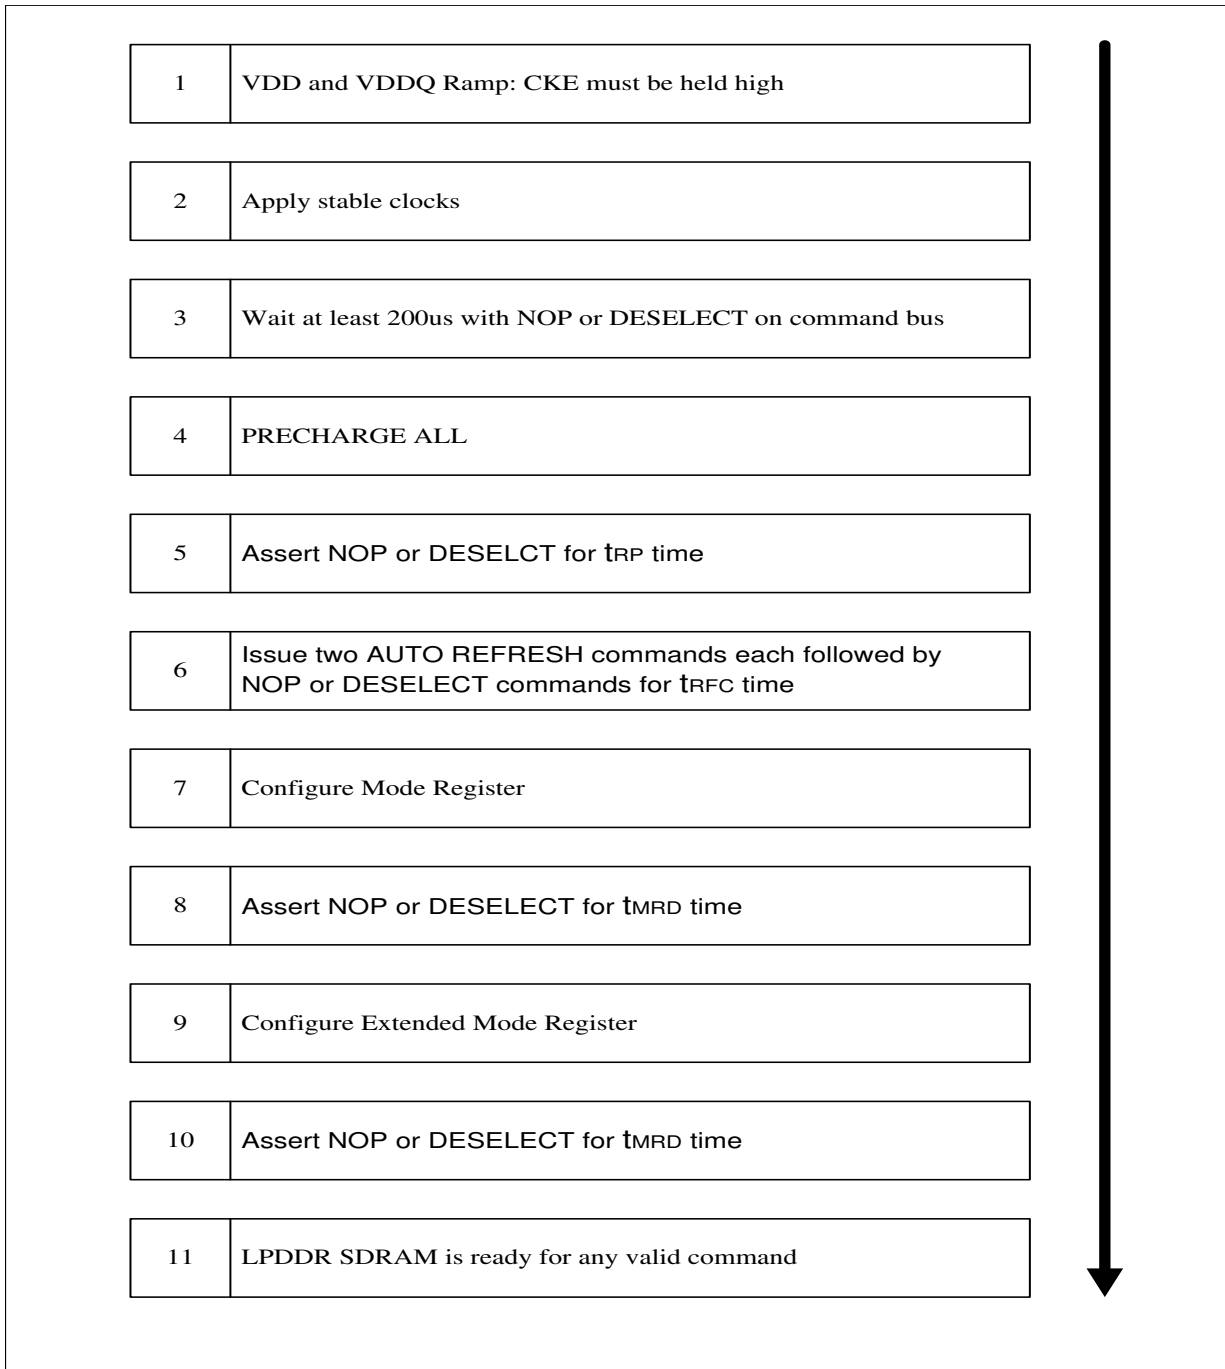 1 VDD and VDDQ Ramp: CKE must be held high
2 Apply stable clocks
3 Wait at least 200us with NOP or DESELECT on command bus
4 PRECHARGE ALL
5 Assert NOP or DESELCT for tRP time
6 Issue two AUTO REFRESH commands each followed by
NOP or DESELECT commands for tRFC time
7 Configure Mode Register
8 Assert NOP or DESELECT for tMRD time
9 Configure Extended Mode Register
10 Assert NOP or DESELECT for tMRD time
11 LPDDR SDRAM is ready for any valid command